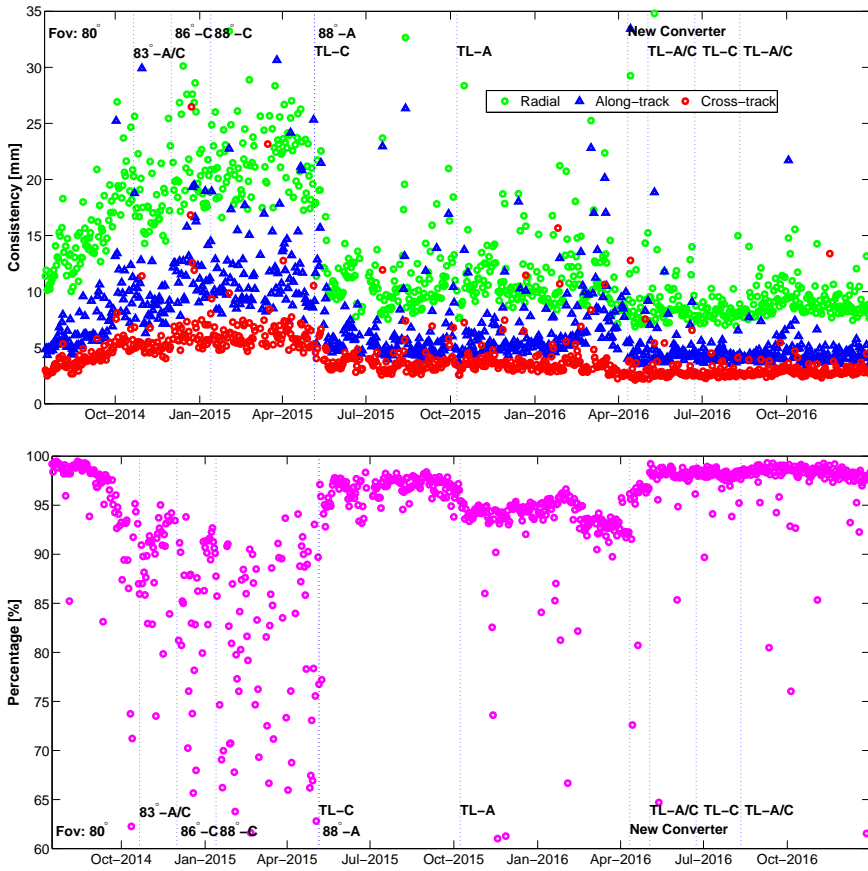 35
30
25
20
15
10
5
0
Consistency [mm]
Fov: 80°
83°–A/C
86°–C
88°–C
88°–A
TL–C
TL–A
New Converter
TL–A/C
TL–C
TL–A/C
Radial
Along–track
Cross–track
Oct–2014
Jan–2015
Apr–2015
Jul–2015
Oct–2015
Jan–2016
Apr–2016
Jul–2016
Oct–2016
100
95
90
85
80
75
70
65
60
Percentage [%]
83°–A/C
TL–C
TL–A
TL–A/C
TL–C
TL–A/C
Fov: 80°
86°–C
88°–C
88°–A
New Converter
Oct–2014
Jan–2015
Apr–2015
Jul–2015
Oct–2015
Jan–2016
Apr–2016
Jul–2016
Oct–2016